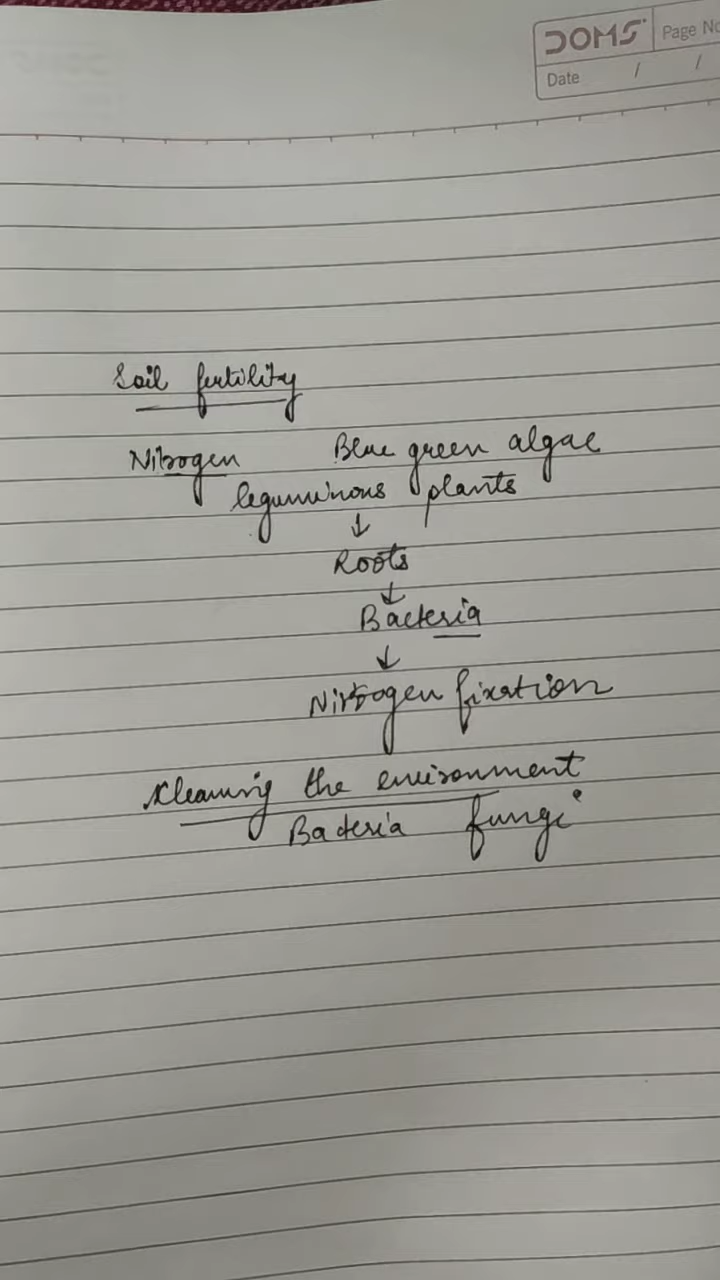 DOMS Page No
Date / /
Soil fertility
Nitrogen Blue green algae
leguminous plants
↓
Roots
↓
Bacteria
↓
Nitrogen fixation
Cleaning the environment
Bacteria fungi